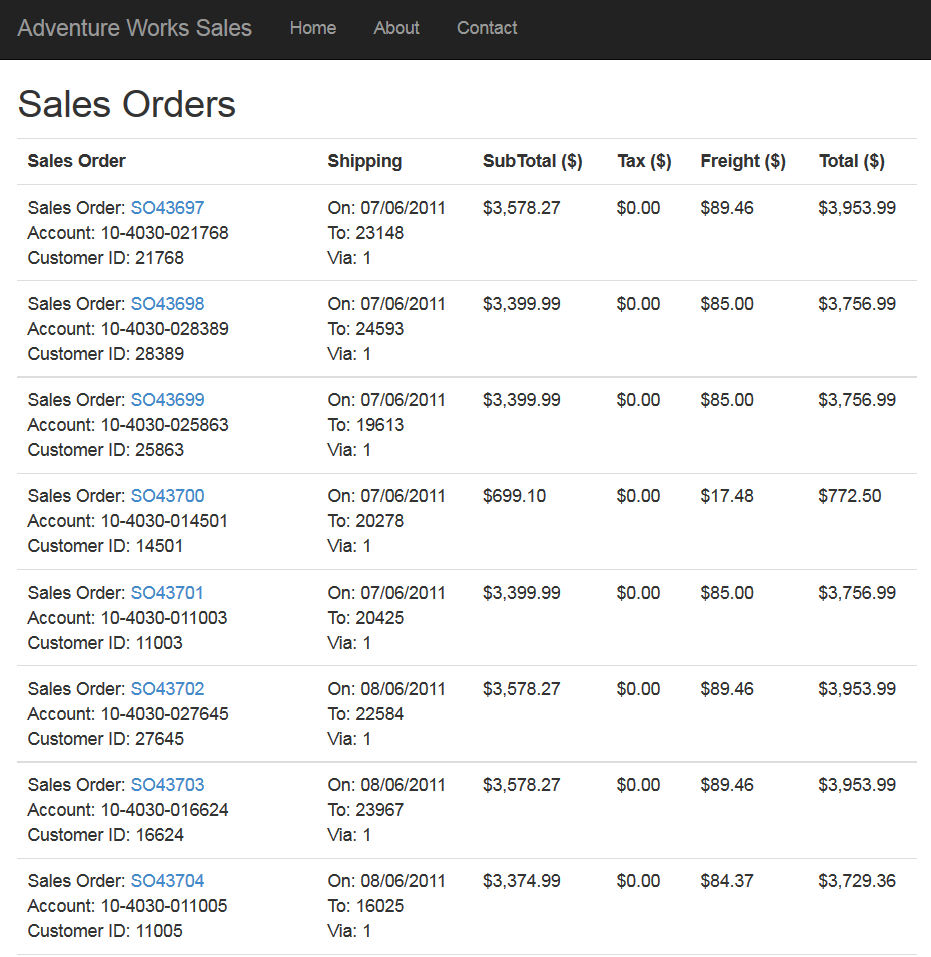 Adventure Works Sales Home About Contact
Sales Orders
Sales Order Shipping SubTotal ($) Tax ($) Freight ($) Total ($)
Sales Order: SO43697 On: 07/06/2011 $3,578.27 $0.00 $89.46 $3,953.99
Account: 10-4030-021768 To: 23148
Customer ID: 21768 Via: 1
Sales Order: SO43698 On: 07/06/2011 $3,399.99 $0.00 $85.00 $3,756.99
Account: 10-4030-028389 To: 24593
Customer ID: 28389 Via: 1
Sales Order: SO43699 On: 07/06/2011 $3,399.99 $0.00 $85.00 $3,756.99
Account: 10-4030-025863 To: 19613
Customer ID: 25863 Via: 1
Sales Order: SO43700 On: 07/06/2011 $699.10 $0.00 $17.48 $772.50
Account: 10-4030-014501 To: 20278
Customer ID: 14501 Via: 1
Sales Order: SO43701 On: 07/06/2011 $3,399.99 $0.00 $85.00 $3,756.99
Account: 10-4030-011003 To: 20425
Customer ID: 11003 Via: 1
Sales Order: SO43702 On: 08/06/2011 $3,578.27 $0.00 $89.46 $3,953.99
Account: 10-4030-027645 To: 22584
Customer ID: 27645 Via: 1
Sales Order: SO43703 On: 08/06/2011 $3,578.27 $0.00 $89.46 $3,953.99
Account: 10-4030-016624 To: 23967
Customer ID: 16624 Via: 1
Sales Order: SO43704 On: 08/06/2011 $3,374.99 $0.00 $84.37 $3,729.36
Account: 10-4030-011005 To: 16025
Customer ID: 11005 Via: 1